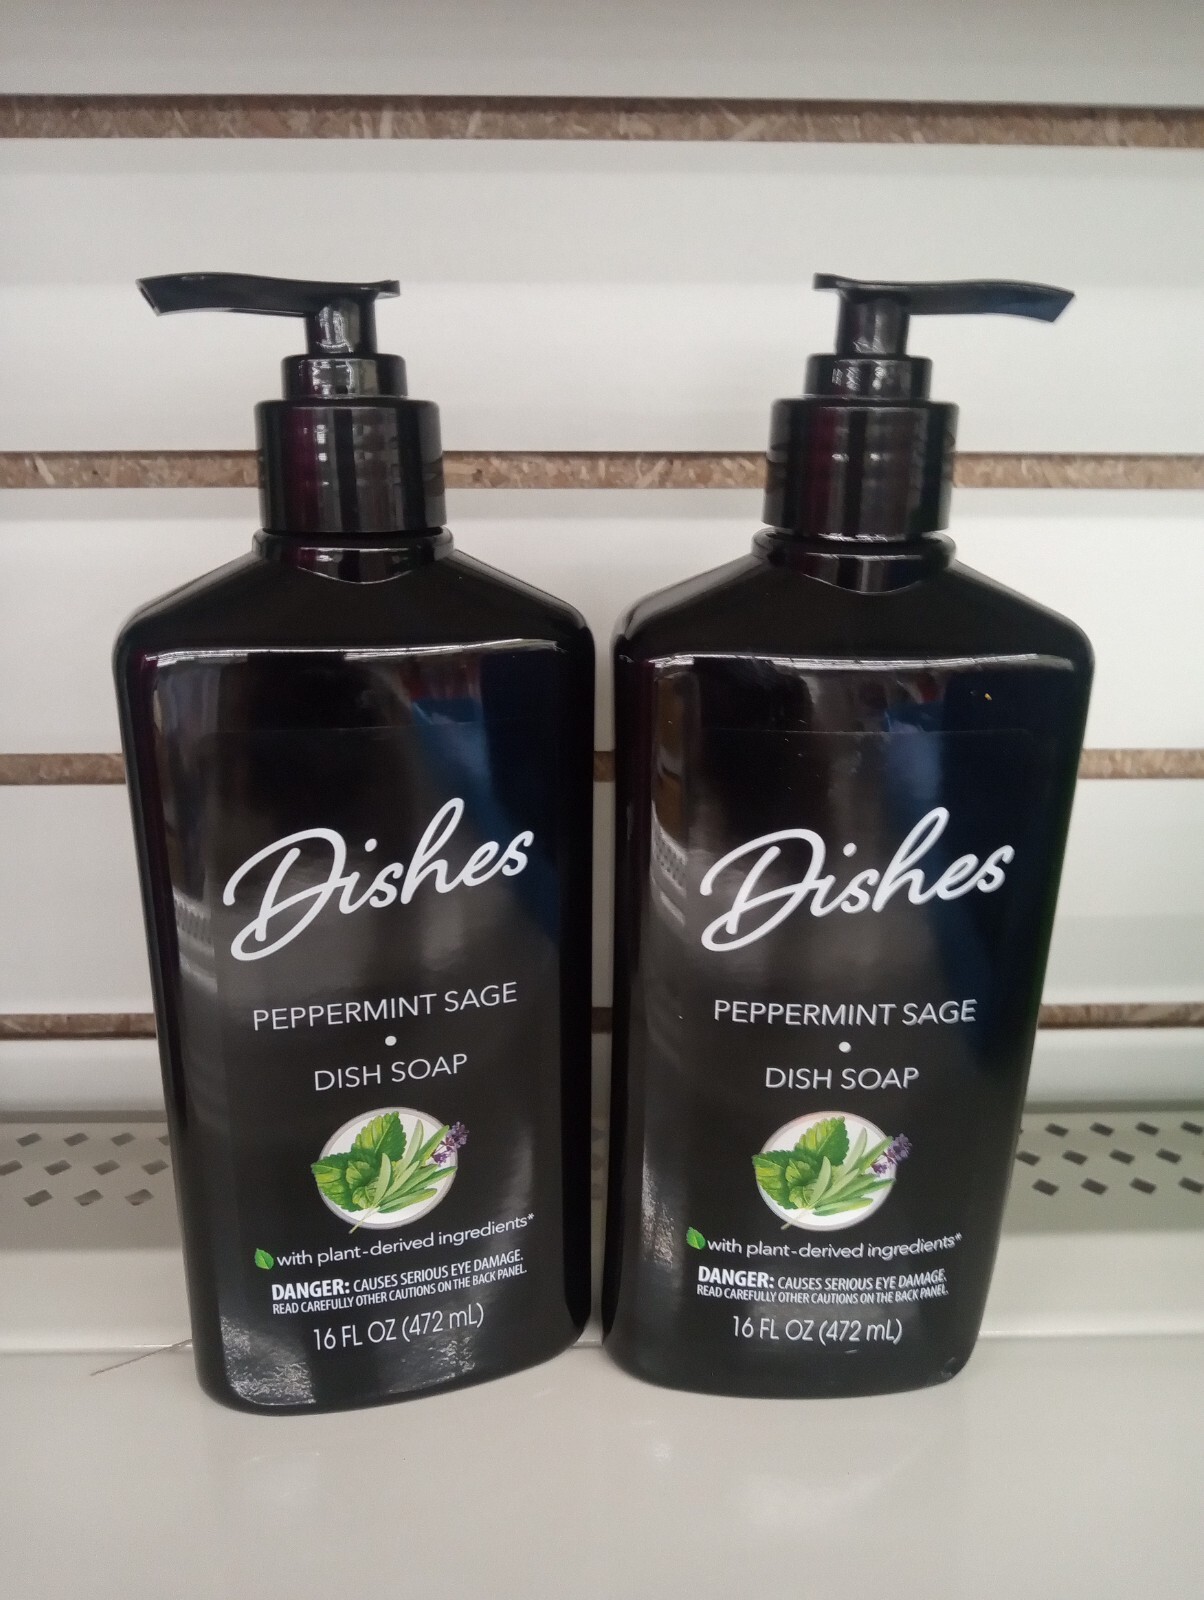 Dishes
PEPPERMINT SAGE
•
DISH SOAP
with plant-derived ingredients*
DANGER: CAUSES SERIOUS EYE DAMAGE.
READ CAREFULLY OTHER CAUTIONS ON THE BACK PANEL.
16 FL OZ (472 mL)
Dishes
PEPPERMINT SAGE
•
DISH SOAP
with plant-derived ingredients*
DANGER: CAUSES SERIOUS EYE DAMAGE.
READ CAREFULLY OTHER CAUTIONS ON THE BACK PANEL.
16 FL OZ (472 mL)